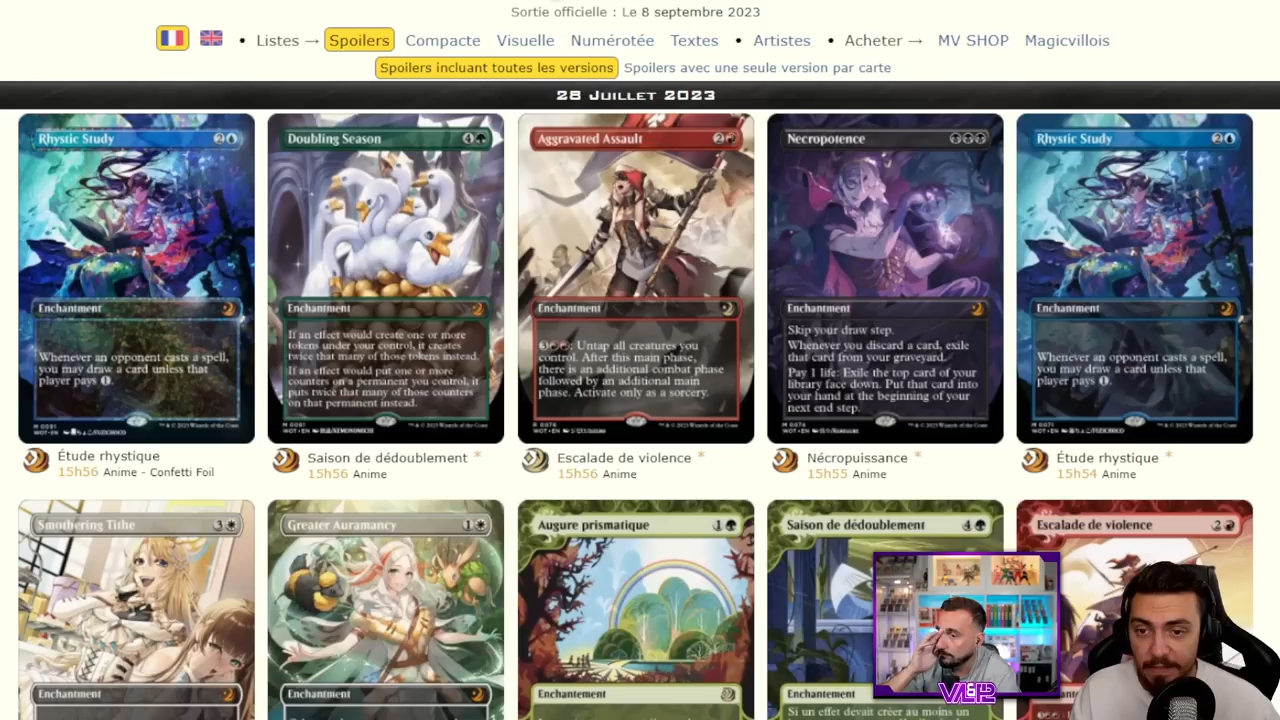 Sortie officielle : Le 8 septembre 2023
• Listes → Spoilers Compacte Visuelle Numérotée Textes • Artistes • Acheter → MV SHOP Magicvillois
Spoilers incluant toutes les versions Spoilers avec une seule version par carte
28 Juillet 2023
Rhystic Study 2
Enchantment
Whenever an opponent casts a spell,
you may draw a card unless that
player pays 1.
Étude rhystique
15h56 Anime - Confetti Foil
Doubling Season 4
Enchantment
If an effect would create one or more
tokens under your control, it creates
twice that many of those tokens instead.
If an effect would put one or more
counters on a permanent you control, it
puts twice that many of those counters
on that permanent instead.
Saison de dédoublement *
15h56 Anime
Aggravated Assault 2
Enchantment
3: Untap all creatures you
control. After this main phase,
there is an additional combat phase
followed by an additional main
phase. Activate only as a sorcery.
Escalade de violence *
15h56 Anime
Necropotence
Enchantment
Skip your draw step.
Whenever you discard a card, exile
that card from your graveyard.
Pay 1 life: Exile the top card of your
library face down. Put that card into
your hand at the beginning of your
next end step.
Nécropuissance *
15h55 Anime
Rhystic Study 2
Enchantment
Whenever an opponent casts a spell,
you may draw a card unless that
player pays 1.
Étude rhystique *
15h54 Anime
Smothering Tithe 3
Enchantment
Greater Auramancy 1
Enchantment
Augure prismatique 1
Enchantement
Saison de dédoublement 4
Enchantement
Si un effet devait créer au moins un
Escalade de violence 2